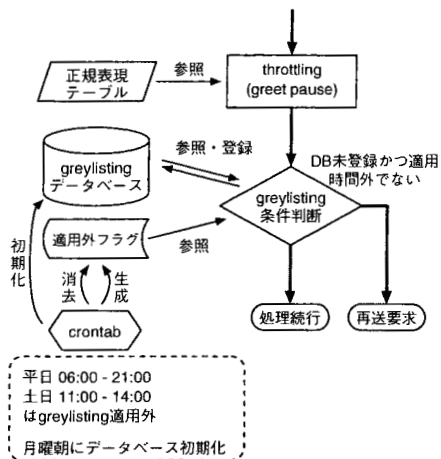 正規表現
テーブル
参照
throttling
(greet pause)
参照・登録
greylisting
データベース
DB未登録かつ適用
時間外でない
greylisting
条件判断
適用外フラグ
参照
初期化
消去
生成
crontab
処理続行
再送要求
平日 06:00 - 21:00
土日 11:00 - 14:00
はgreylisting適用外
月曜朝にデータベース初期化